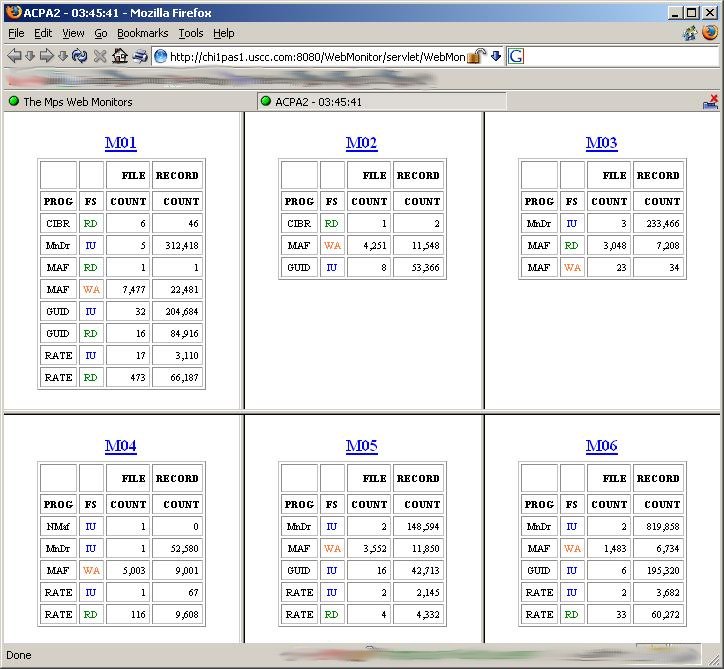 ACPA2 - 03:45:41 - Mozilla Firefox
File Edit View Go Bookmarks Tools Help
http://chi1pas1.uscc.com:8080/WebMonitor/servlet/WebMon G
The Mps Web Monitors ACPA2 - 03:45:41
M01
FILE RECORD
PROG FS COUNT COUNT
CIBR RD 6 46
MnDr IU 5 312,418
MAF RD 1 1
MAF WA 7,477 22,481
GUID IU 32 204,684
GUID RD 16 84,916
RATE IU 17 3,110
RATE RD 473 66,187
M02
FILE RECORD
PROG FS COUNT COUNT
CIBR RD 1 2
MAF WA 4,251 11,548
GUID IU 8 53,366
M03
FILE RECORD
PROG FS COUNT COUNT
MnDr IU 3 233,466
MAF RD 3,048 7,208
MAF WA 23 34
M04
FILE RECORD
PROG FS COUNT COUNT
NMaf IU 1 0
MnDr IU 1 52,580
MAF WA 5,003 9,001
RATE IU 1 67
RATE RD 116 9,608
M05
FILE RECORD
PROG FS COUNT COUNT
MnDr IU 2 148,594
MAF WA 3,552 11,850
GUID IU 16 42,713
RATE IU 2 2,145
RATE RD 4 4,332
M06
FILE RECORD
PROG FS COUNT COUNT
MnDr IU 2 819,858
MAF WA 1,483 6,734
GUID IU 6 195,320
RATE IU 2 3,682
RATE RD 33 60,272
Done